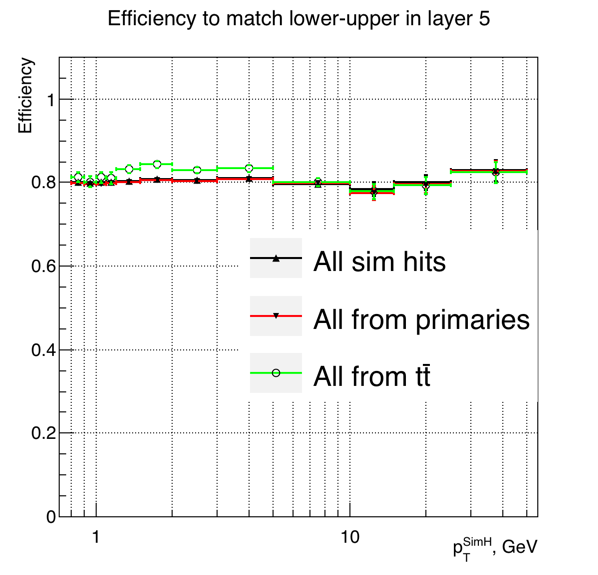 Efficiency to match lower-upper in layer 5
Efficiency
1
0.8
0.6
0.4
0.2
0
All sim hits
All from primaries
All from tt̄
1
10
p_T^SimH, GeV